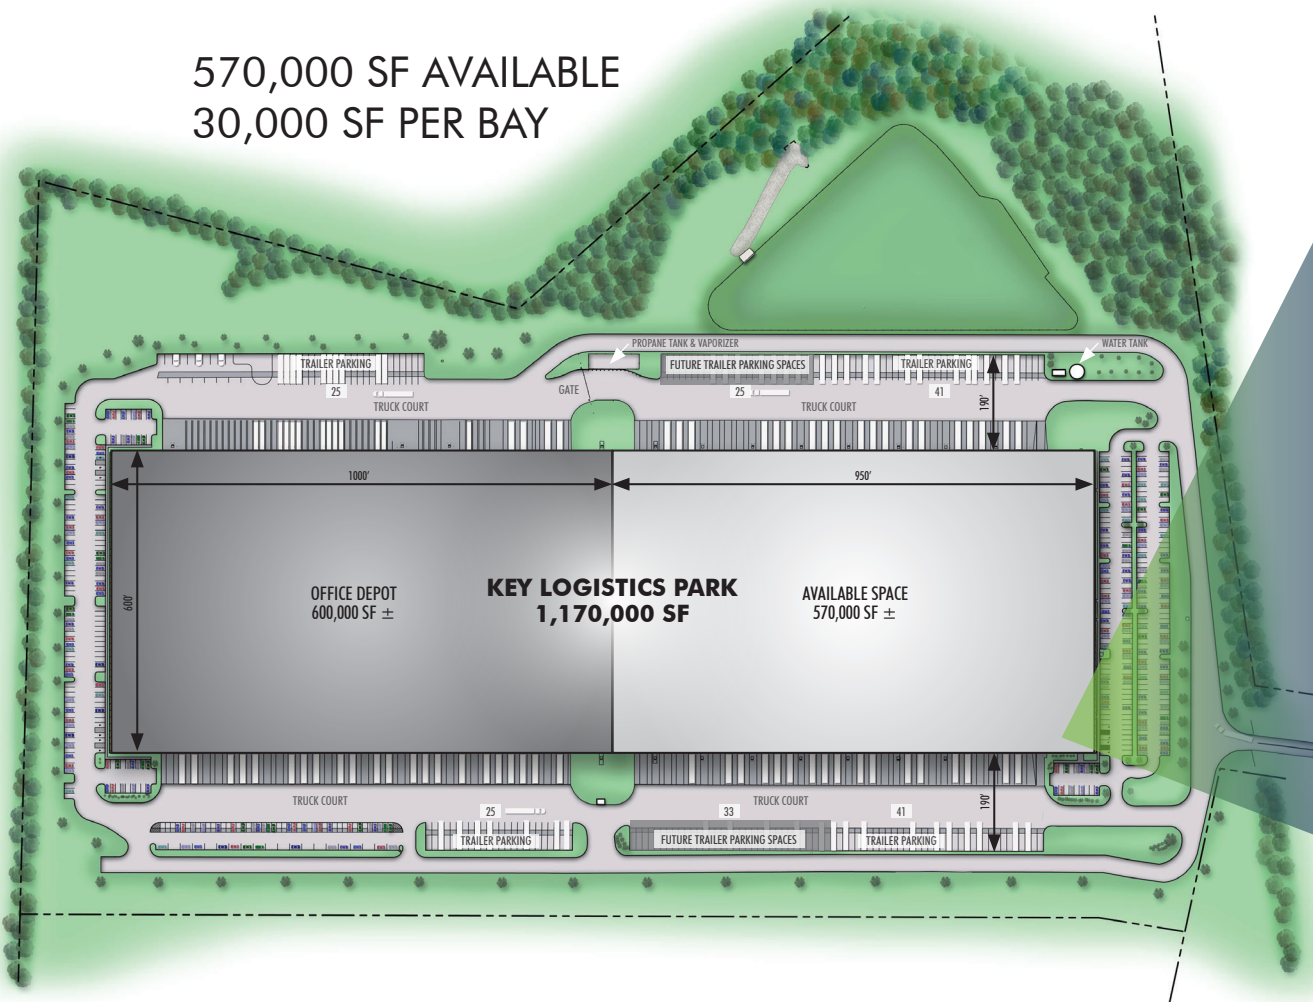 570,000 SF AVAILABLE
30,000 SF PER BAY
PROPANE TANK & VAPORIZER
WATER TANK
TRAILER PARKING
FUTURE TRAILER PARKING SPACES
TRAILER PARKING
25
GATE
25
41
TRUCK COURT
TRUCK COURT
190'
1000'
950'
600'
OFFICE DEPOT
600,000 SF ±
KEY LOGISTICS PARK
1,170,000 SF
AVAILABLE SPACE
570,000 SF ±
TRUCK COURT
TRUCK COURT
190'
25
33
41
TRAILER PARKING
FUTURE TRAILER PARKING SPACES
TRAILER PARKING